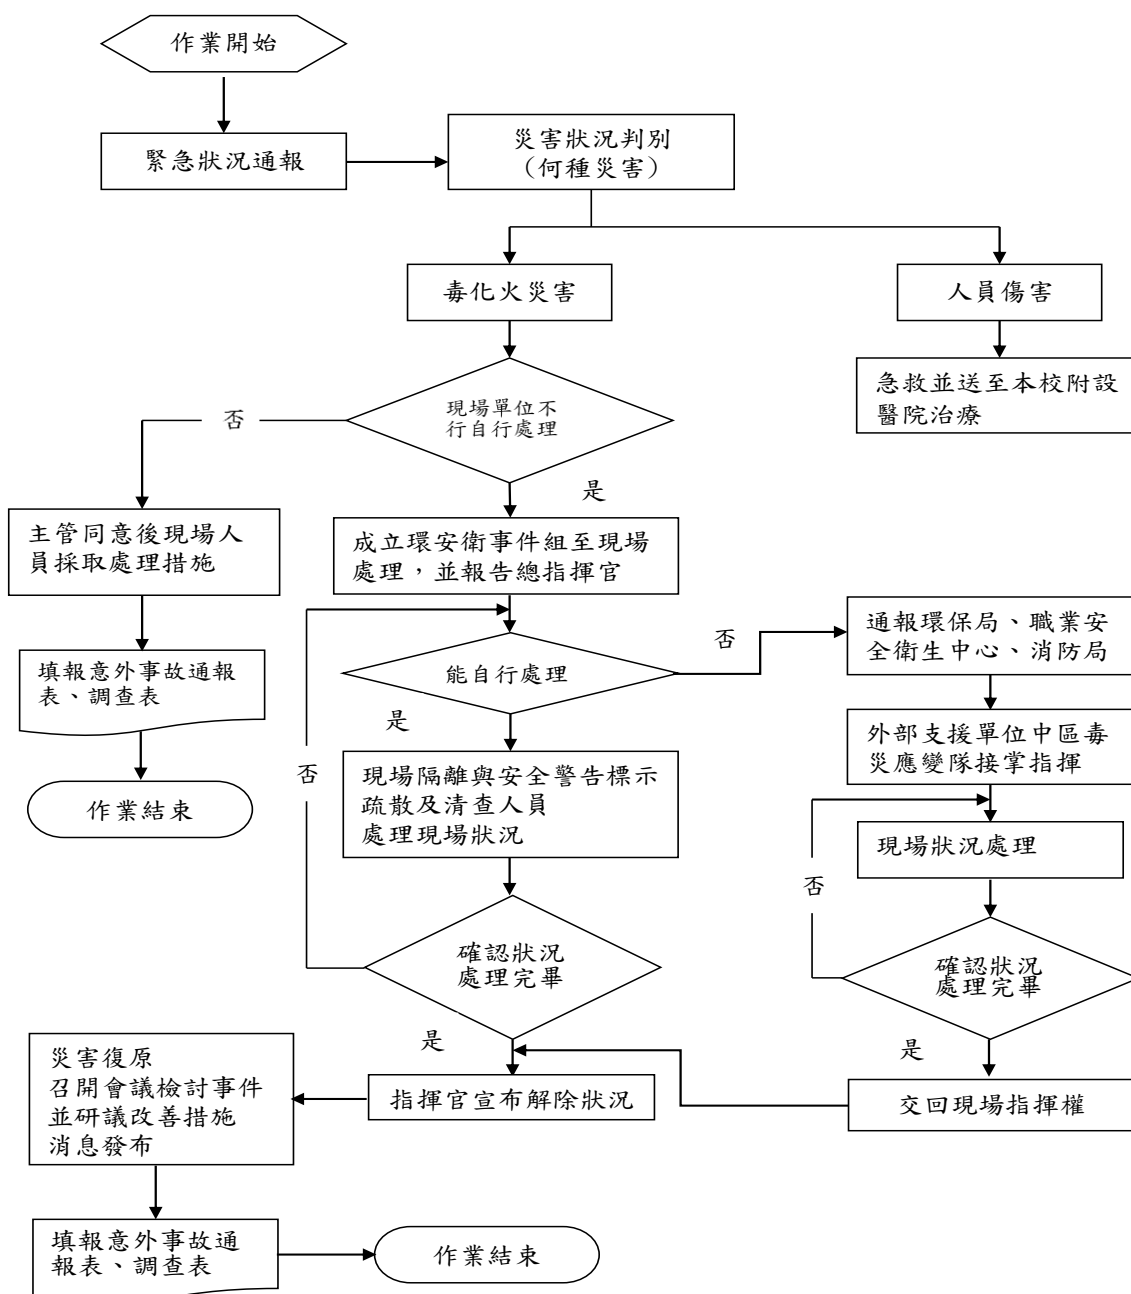 作業開始
緊急狀況通報
災害狀況判別
（何種災害）
毒化火災害
人員傷害
急救並送至本校附設
醫院治療
現場單位不
行自行處理
否
是
主管同意後現場人
員採取處理措施
成立環安衛事件組至現場
處理，並報告總指揮官
填報意外事故通報
表、調查表
作業結束
能自行處理
否
是
通報環保局、職業安
全衛生中心、消防局
外部支援單位中區毒
災應變隊接掌指揮
現場隔離與安全警告標示
疏散及清查人員
處理現場狀況
否
現場狀況處理
否
確認狀況
處理完畢
確認狀況
處理完畢
是
是
指揮官宣布解除狀況
交回現場指揮權
災害復原
召開會議檢討事件
並研議改善措施
消息發布
填報意外事故通
報表、調查表
作業結束